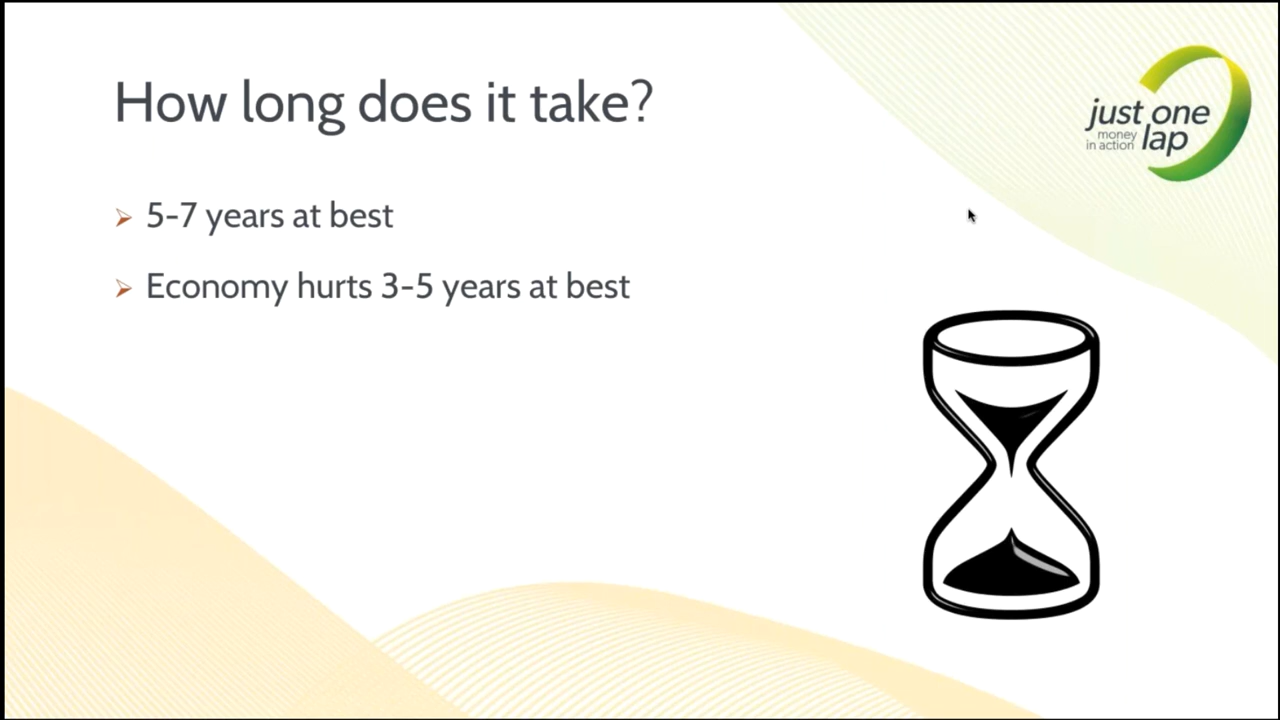 How long does it take?
just one
money
in action lap
5-7 years at best
Economy hurts 3-5 years at best